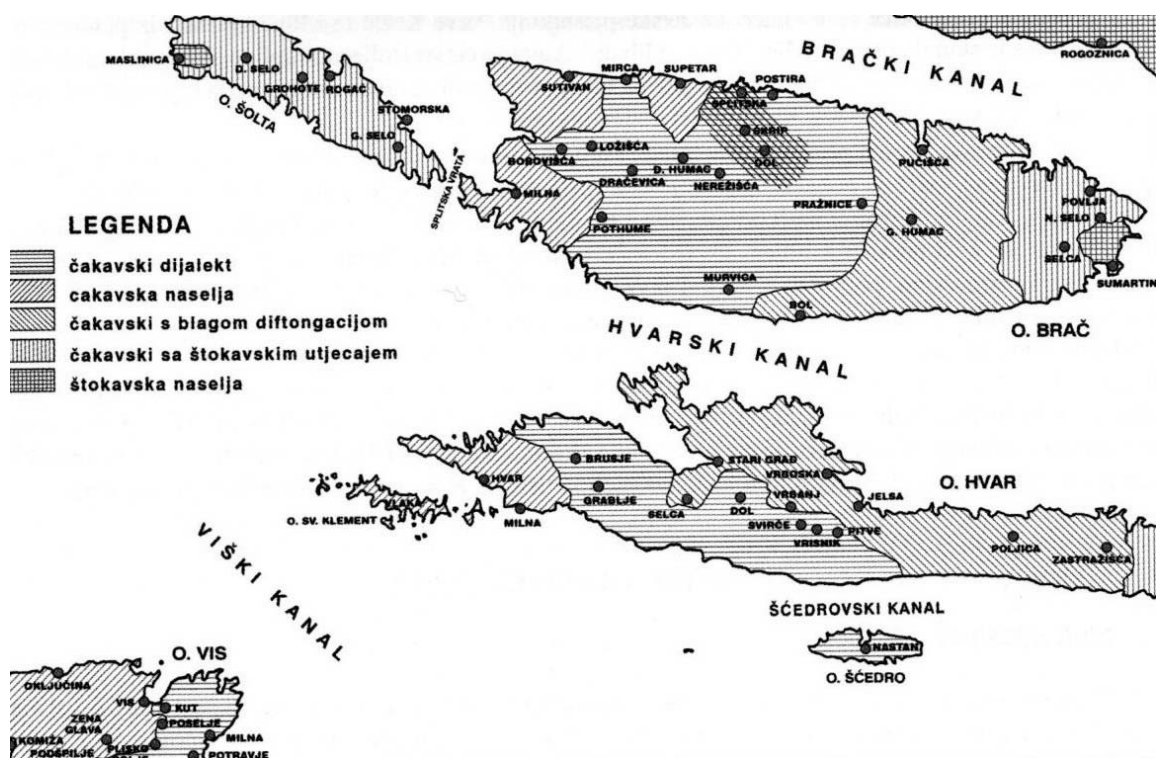 BRAČKI KANAL
ROGOZNICA
MASLINICA
D. SELO
GROHOTE
ROGAČ
STOMORSKA
G. SELO
O. ŠOLTA
SPLITSKA VRATA
SUTIVAN
MIRCA
SUPETAR
POSTIRA
SPLITSKA
ŠKRIP
DOL
LOŽIŠĆA
BOBOVIŠĆA
D. HUMAC
DRAČEVICA
NEREŽIŠĆA
PUČIŠĆA
MILNA
PRAŽNICE
POVLJA
N. SELO
POTHUME
G. HUMAC
SELCA
SUMARTIN
MURVICA
BOL
O. BRAČ
LEGENDA
čakavski dijalekt
cakavska naselja
čakavski s blagom diftongacijom
čakavski sa štokavskim utjecajem
štokavska naselja
HVARSKI KANAL
BRUSJE
STARI GRAD
VRBOSKA
HVAR
GRABLJE
SELCA
DOL
VRBANJ
JELSA
O. HVAR
VLAKA
O. SV. KLEMENT
MILNA
SVIRČE
VRISNIK
PITVE
POLJICA
ZASTRAŽIŠĆA
VIŠKI KANAL
ŠĆEDROVSKI KANAL
NASTAN
O. ŠĆEDRO
O. VIS
OKLJUČINA
VIS
KUT
POSELJE
ZENA
GLAVA
MILNA
KOMIŽA
PLISKO
PODŠPILJE
POTRAVJE